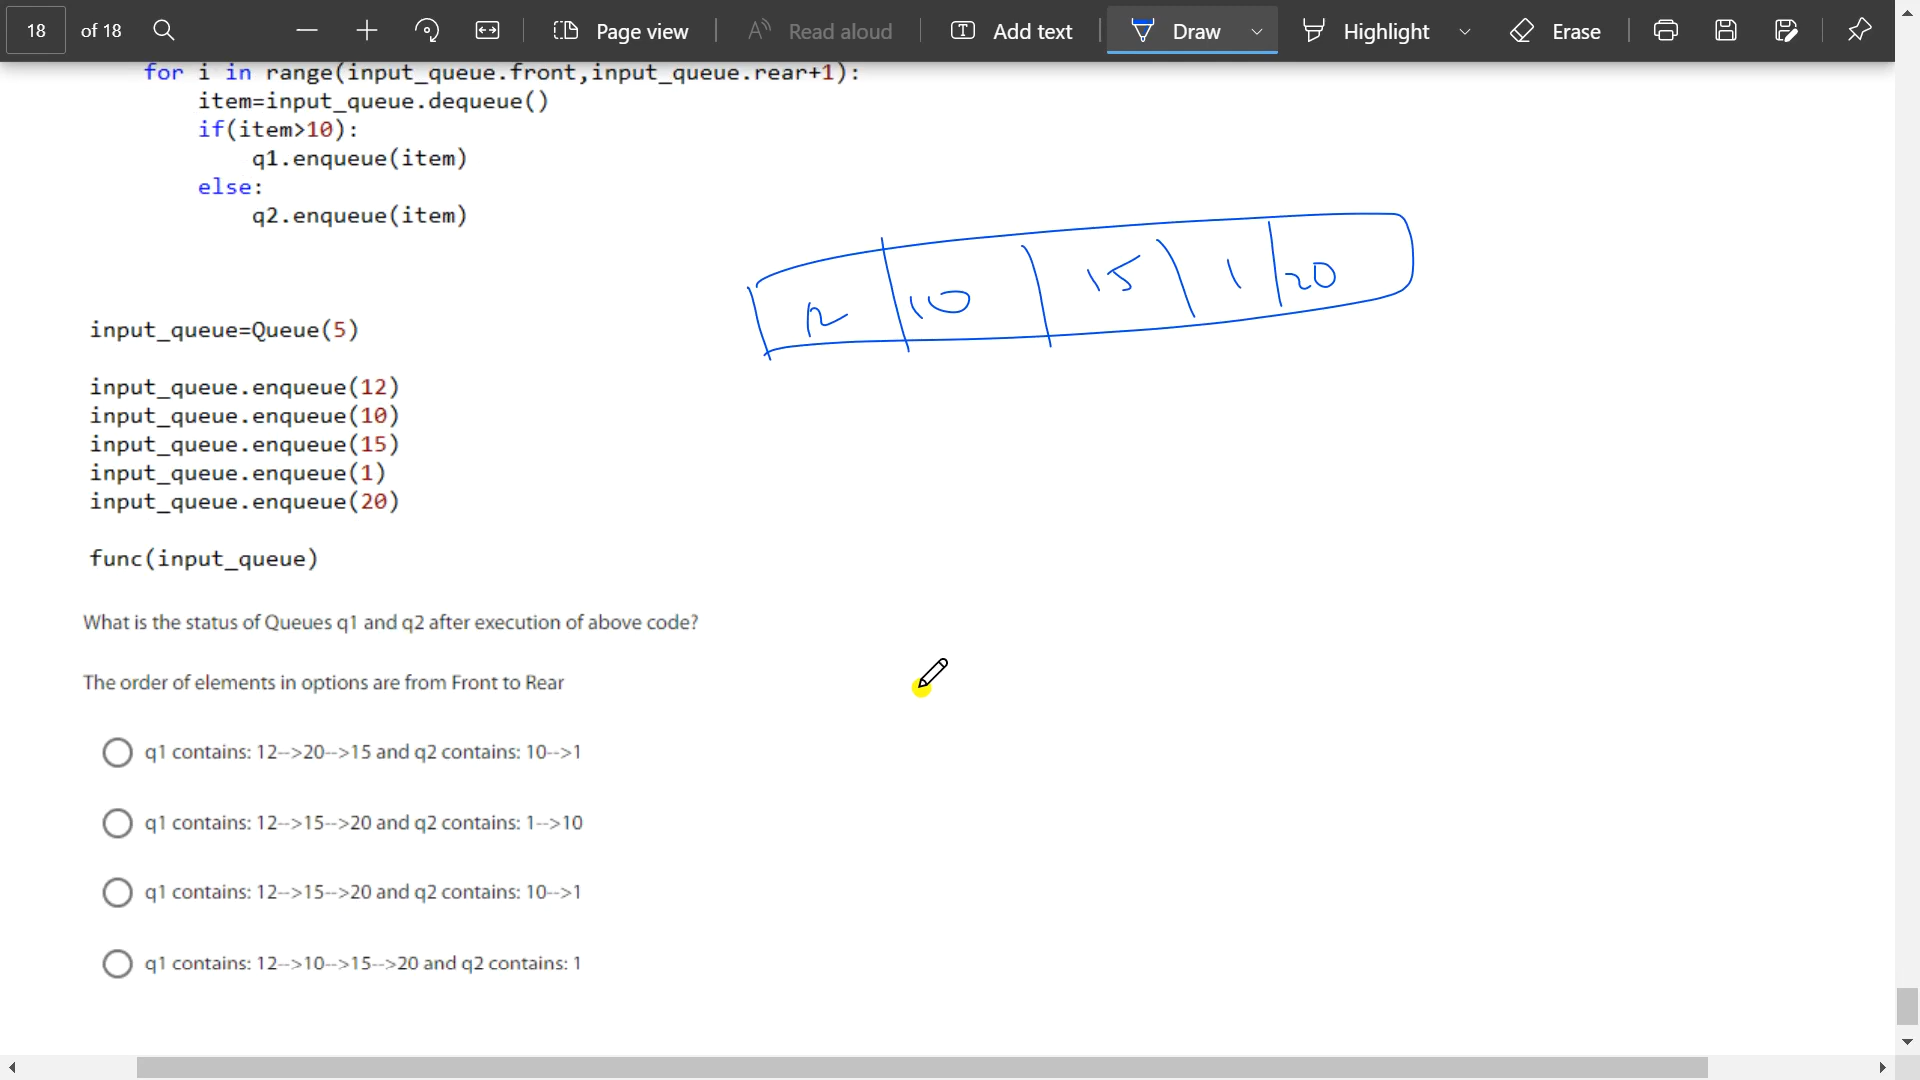 18 of 18 Page view Read aloud Add text Draw Highlight Erase
for i in range(input_queue.front,input_queue.rear+1):
item=input_queue.dequeue()
if(item>10):
q1.enqueue(item)
else:
q2.enqueue(item)
12 10 15 1 20
input_queue=Queue(5)
input_queue.enqueue(12)
input_queue.enqueue(10)
input_queue.enqueue(15)
input_queue.enqueue(1)
input_queue.enqueue(20)
func(input_queue)
What is the status of Queues q1 and q2 after execution of above code?
The order of elements in options are from Front to Rear
q1 contains: 12-->20-->15 and q2 contains: 10-->1
q1 contains: 12-->15-->20 and q2 contains: 1-->10
q1 contains: 12-->15-->20 and q2 contains: 10-->1
q1 contains: 12-->10-->15-->20 and q2 contains: 1